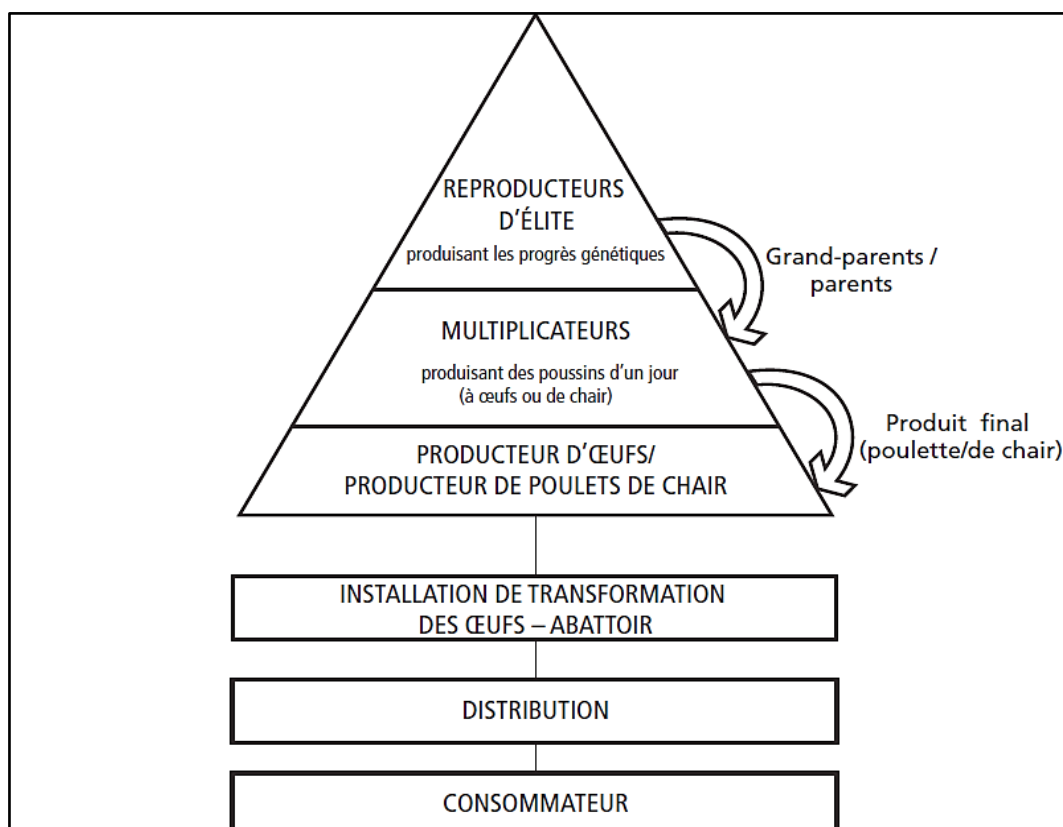 REPRODUCTEURS
D'ÉLITE
produisant les progrès génétiques
Grand-parents /
parents
MULTIPLICATEURS
produisant des poussins d'un jour
(à œufs ou de chair)
Produit final
(poulette/de chair)
PRODUCTEUR D'ŒUFS/
PRODUCTEUR DE POULETS DE CHAIR
INSTALLATION DE TRANSFORMATION
DES ŒUFS – ABATTOIR
DISTRIBUTION
CONSOMMATEUR